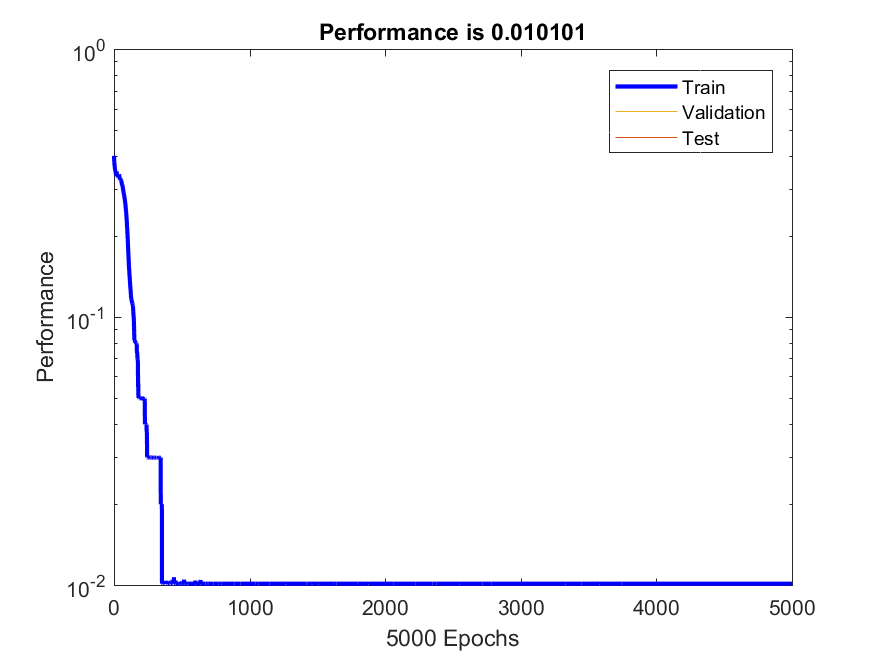 Performance is 0.010101
10^0
10^-1
10^-2
Performance
Train
Validation
Test
0 1000 2000 3000 4000 5000
5000 Epochs